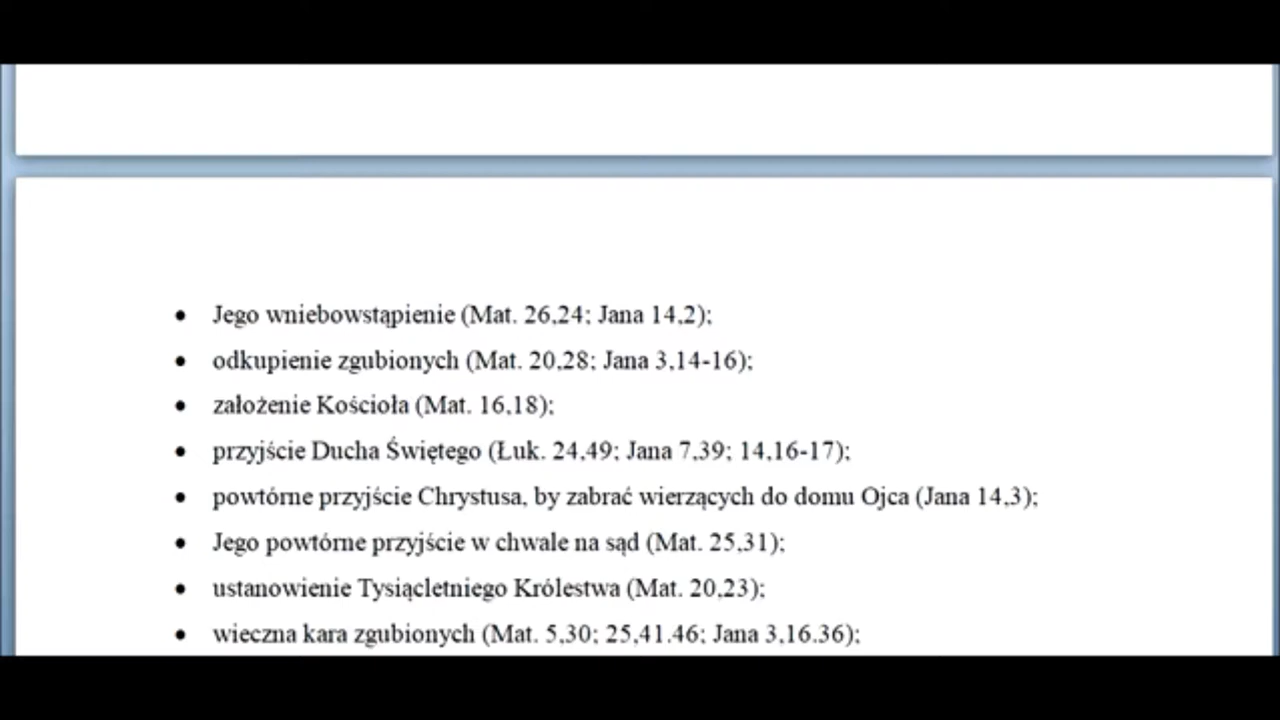 • Jego wniebowstąpienie (Mat. 26,24; Jana 14,2);
• odkupienie zgubionych (Mat. 20,28; Jana 3,14-16);
• założenie Kościoła (Mat. 16,18);
• przyjście Ducha Świętego (Łuk. 24,49; Jana 7,39; 14,16-17);
• powtórne przyjście Chrystusa, by zabrać wierzących do domu Ojca (Jana 14,3);
• Jego powtórne przyjście w chwale na sąd (Mat. 25,31);
• ustanowienie Tysiącletniego Królestwa (Mat. 20,23);
• wieczna kara zgubionych (Mat. 5,30; 25,41.46; Jana 3,16.36);